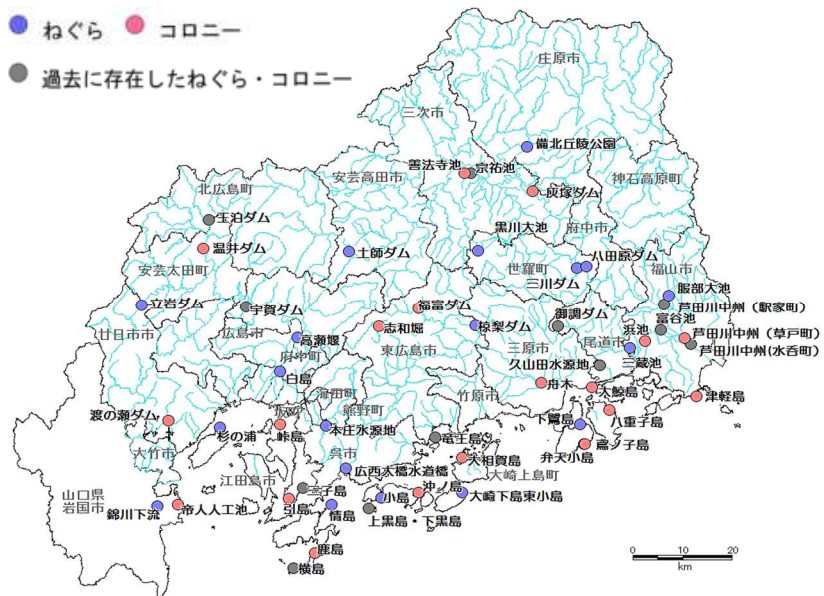 ねぐら コロニー
過去に存在したねぐら・コロニー
庄原市
三次市
備北丘陵公園
善法寺池
宗祐池
安芸高田市
神石高原町
北広島町
灰塚ダム
王泊ダム
黒川大池
府中市
温井ダム
土師ダム
八田原ダム
世羅町
福山市
安芸太田町
三川ダム
服部大池
立岩ダム
宇賀ダム
福富ダム
芦田川中州(駅家町)
御調ダム
富谷池
廿日市市
広島市
志和堀
椋梨ダム
浜池
芦田川中州(草戸町)
高瀬堰
東広島市
三原市
尾道市
芦田川中州(水呑町)
府中町
三蔵池
久山田水源地
白島
海田町
舟木
大鯨島
竹原市
津軽島
坂町
熊野町
渡の瀬ダム
八重子島
杉の浦
峠島
本庄水源地
下鷺島
竜王島
大竹市
呉市
鳶ノ子島
弁天小島
大相賀島
広西大橋水道橋
大崎上島町
江田島市
山口県
岩国市
三子島
小島
沖ノ島
大崎下島東小島
錦川下流
帝人人工池
引島
情島
上黒島・下黒島
鹿島
横島
0 10 20
km